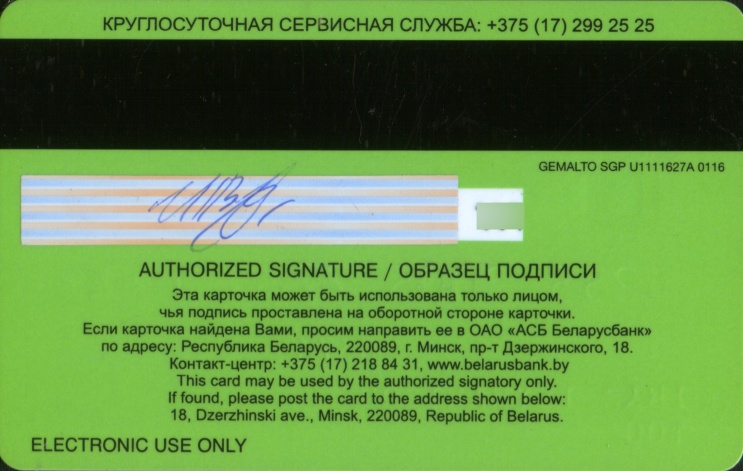 КРУГЛОСУТОЧНАЯ СЕРВИСНАЯ СЛУЖБА: +375 (17) 299 25 25
GEMALTO SGP U1111627A 0116
AUTHORIZED SIGNATURE / ОБРАЗЕЦ ПОДПИСИ
Эта карточка может быть использована только лицом,
чья подпись проставлена на оборотной стороне карточки.
Если карточка найдена Вами, просим направить ее в ОАО «АСБ Беларусбанк»
по адресу: Республика Беларусь, 220089, г. Минск, пр-т Дзержинского, 18.
Контакт-центр: +375 (17) 218 84 31, www.belarusbank.by
This card may be used by the authorized signatory only.
If found, please post the card to the address shown below:
18, Dzerzhinski ave., Minsk, 220089, Republic of Belarus.
ELECTRONIC USE ONLY